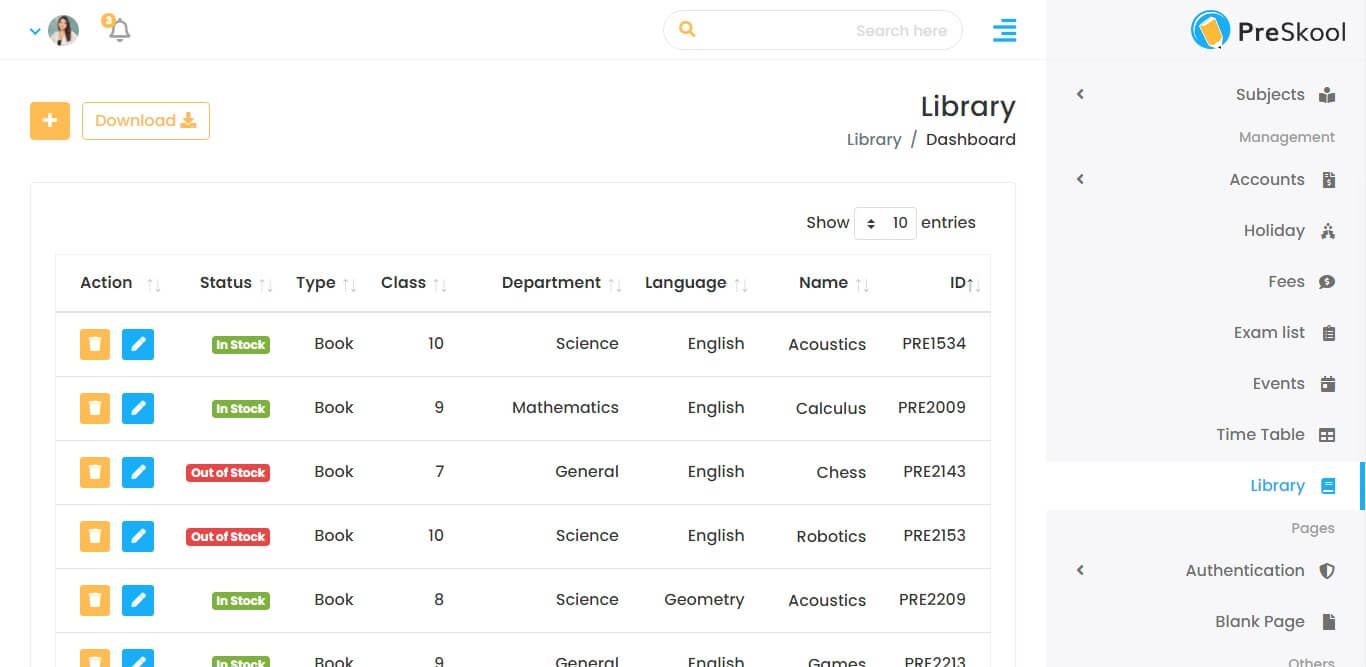 3
Search here
PreSkool
Download
Library
Library / Dashboard
Show 10 entries
Action Status Type Class Department Language Name ID
In Stock Book 10 Science English Acoustics PRE1534
In Stock Book 9 Mathematics English Calculus PRE2009
Out of Stock Book 7 General English Chess PRE2143
Out of Stock Book 10 Science English Robotics PRE2153
In Stock Book 8 Science Geometry Acoustics PRE2209
In Stock Book 9 General English Games PRE2213
Subjects
Management
Accounts
Holiday
Fees
Exam list
Events
Time Table
Library
Pages
Authentication
Blank Page
Others